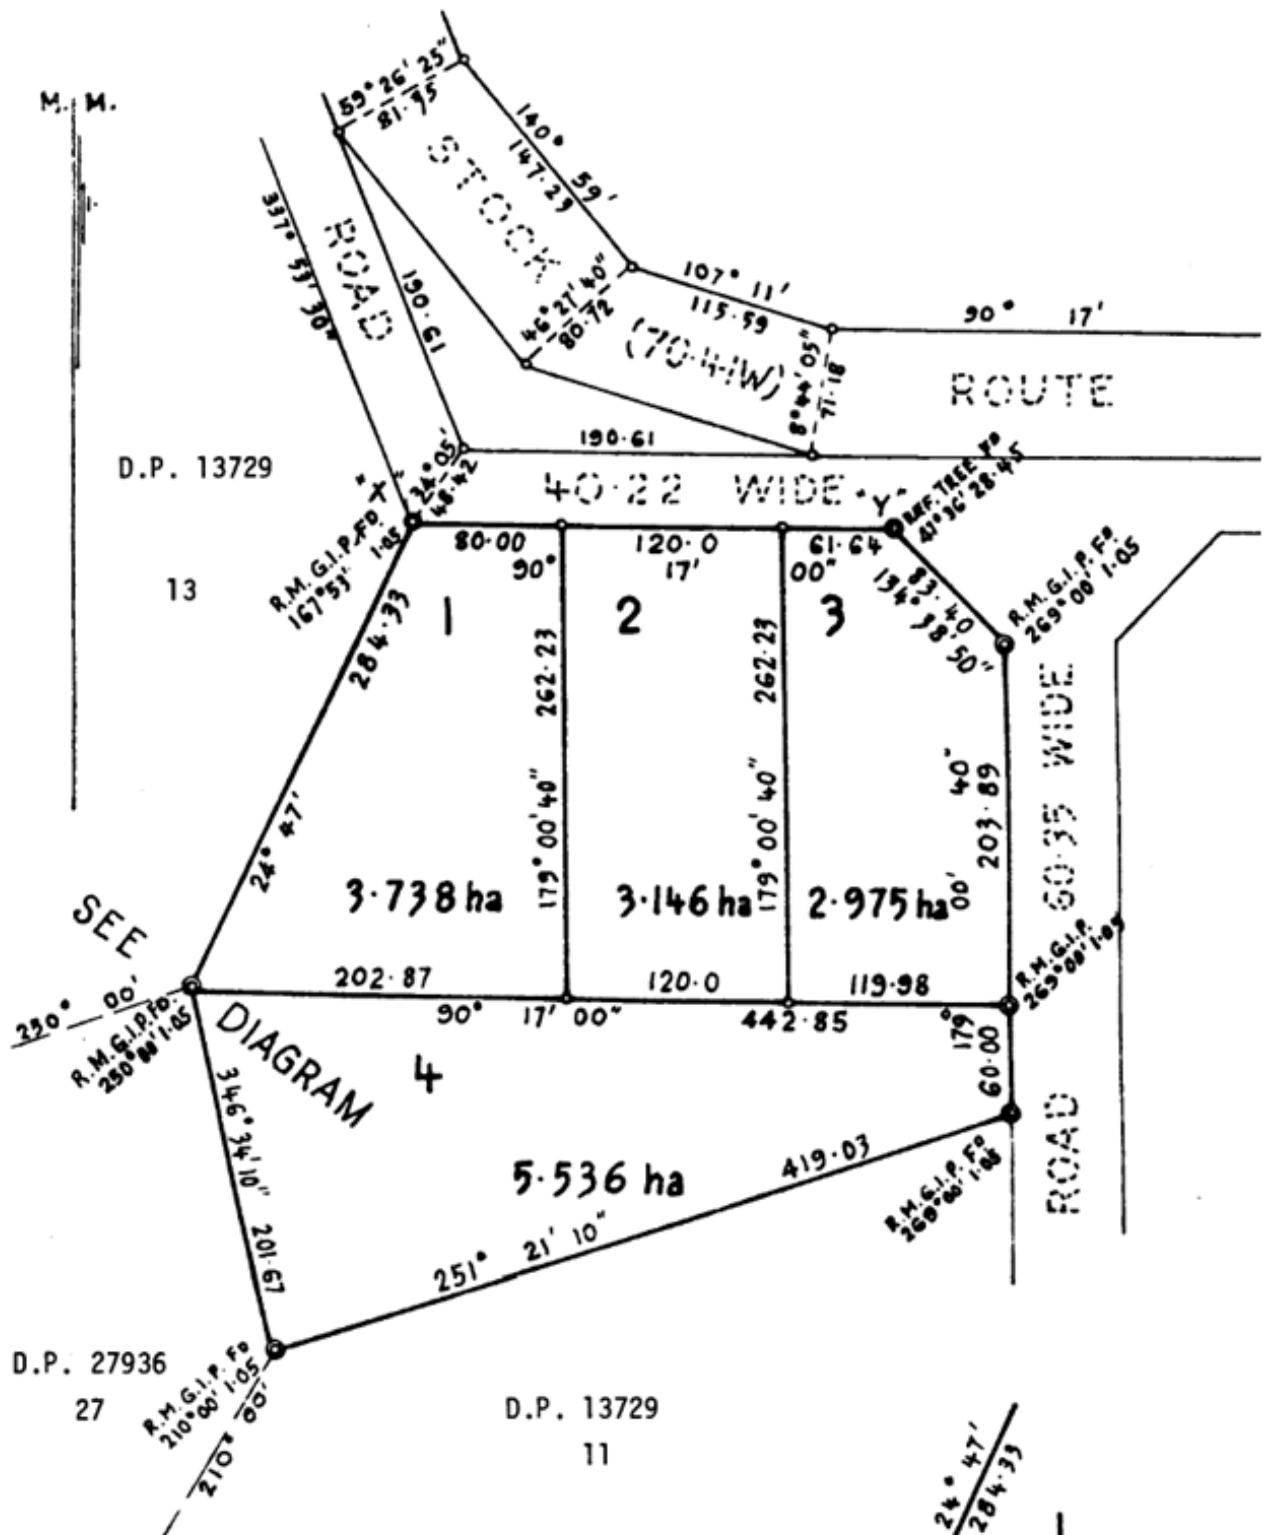 59° 26' 25"
81·95
M. M.
140° 59'
147·23
STOCK
337° 53' 30"
ROAD
190·61
46° 27' 40"
80·72
107° 11'
115·59
(70·41W)
8° 44' 05"
71·18
90° 17'
ROUTE
190·61
D.P. 13729
"X"
34° 05'
48·42
40·22 WIDE
"Y"
REF. TREE FD
41° 36' 28·45
R.M. G.I.P. FD
167° 53' 1·05
80·00
120·0
61·64
90° 17' 00"
83·40
134° 38' 50"
R.M. G.I.P. FD
269° 00' 1·05
13
284·33
24° 47'
1
2
3
262·23
179° 00' 40"
262·23
179° 00' 40"
60·35 WIDE
203·89
179° 00' 40"
3·738 ha
3·146 ha
2·975 ha
SEE
DIAGRAM
250° 00'
R.M. G.I.P. FD.
250° 00' 1·05
202·87
120·0
119·98
90° 17' 00"
442·85
R.M. G.I.P.
269° 00' 1·05
60·00
4
346° 34' 10"
201·67
5·536 ha
419·03
251° 21' 10"
R.M. G.I.P. FD
ROAD
D.P. 27936
27
R.M. G.I.P. FD
210° 00' 1·05
210° 00'
D.P. 13729
11
24° 47'
284·33
1